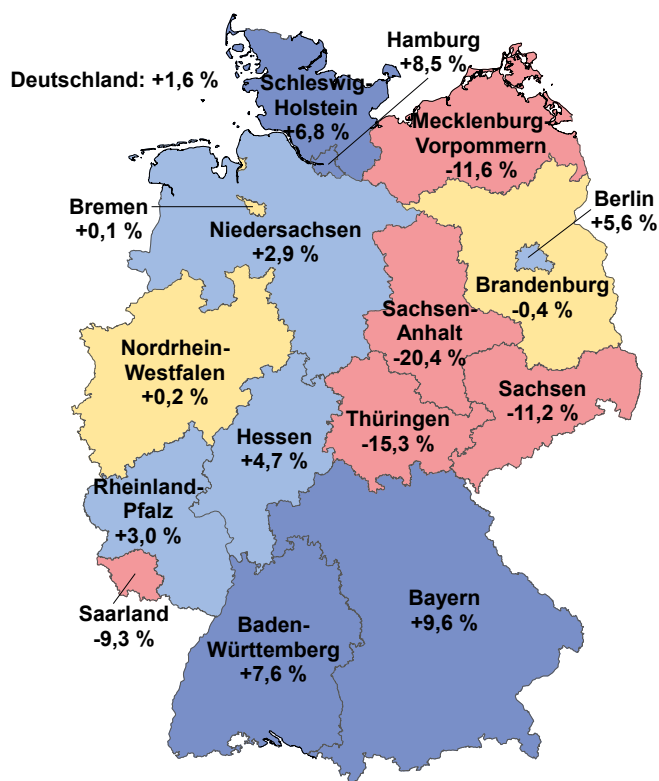 Hamburg
+8,5 %
Deutschland: +1,6 %
Schleswig-
Holstein
+6,8 %
Mecklenburg-
Vorpommern
-11,6 %
Bremen
+0,1 %
Niedersachsen
+2,9 %
Berlin
+5,6 %
Brandenburg
-0,4 %
Sachsen-
Anhalt
-20,4 %
Nordrhein-
Westfalen
+0,2 %
Sachsen
-11,2 %
Thüringen
-15,3 %
Hessen
+4,7 %
Rheinland-
Pfalz
+3,0 %
Saarland
-9,3 %
Bayern
+9,6 %
Baden-
Württemberg
+7,6 %